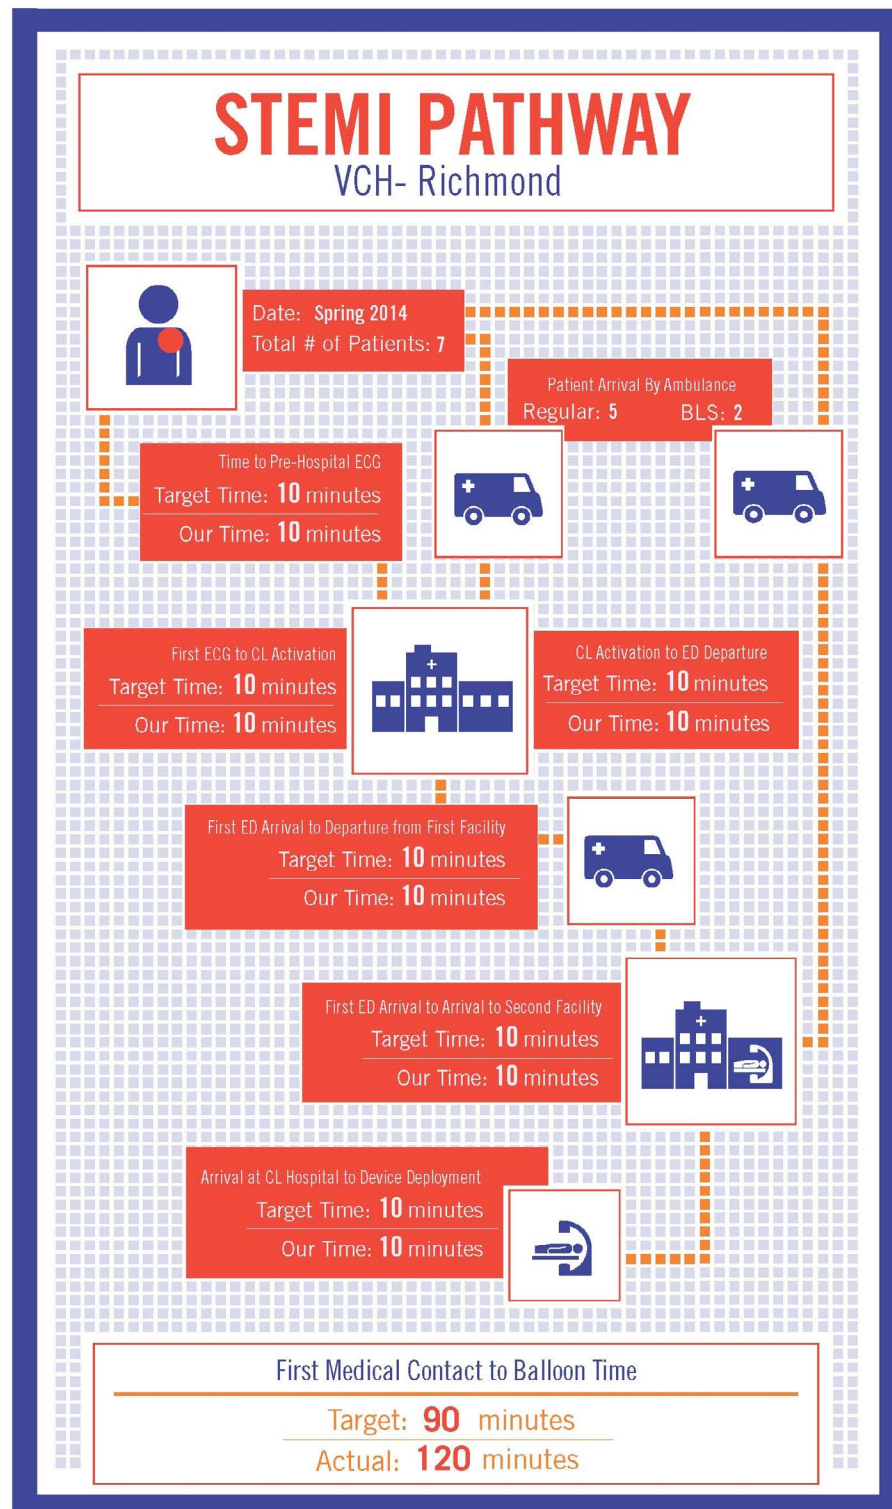 STEMI PATHWAY
VCH- Richmond
Date: Spring 2014
Total # of Patients: 7
Patient Arrival By Ambulance
Regular: 5 BLS: 2
Time to Pre-Hospital ECG
Target Time: 10 minutes
Our Time: 10 minutes
First ECG to CL Activation
Target Time: 10 minutes
Our Time: 10 minutes
CL Activation to ED Departure
Target Time: 10 minutes
Our Time: 10 minutes
First ED Arrival to Departure from First Facility
Target Time: 10 minutes
Our Time: 10 minutes
First ED Arrival to Arrival to Second Facility
Target Time: 10 minutes
Our Time: 10 minutes
Arrival at CL Hospital to Device Deployment
Target Time: 10 minutes
Our Time: 10 minutes
First Medical Contact to Balloon Time
Target: 90 minutes
Actual: 120 minutes